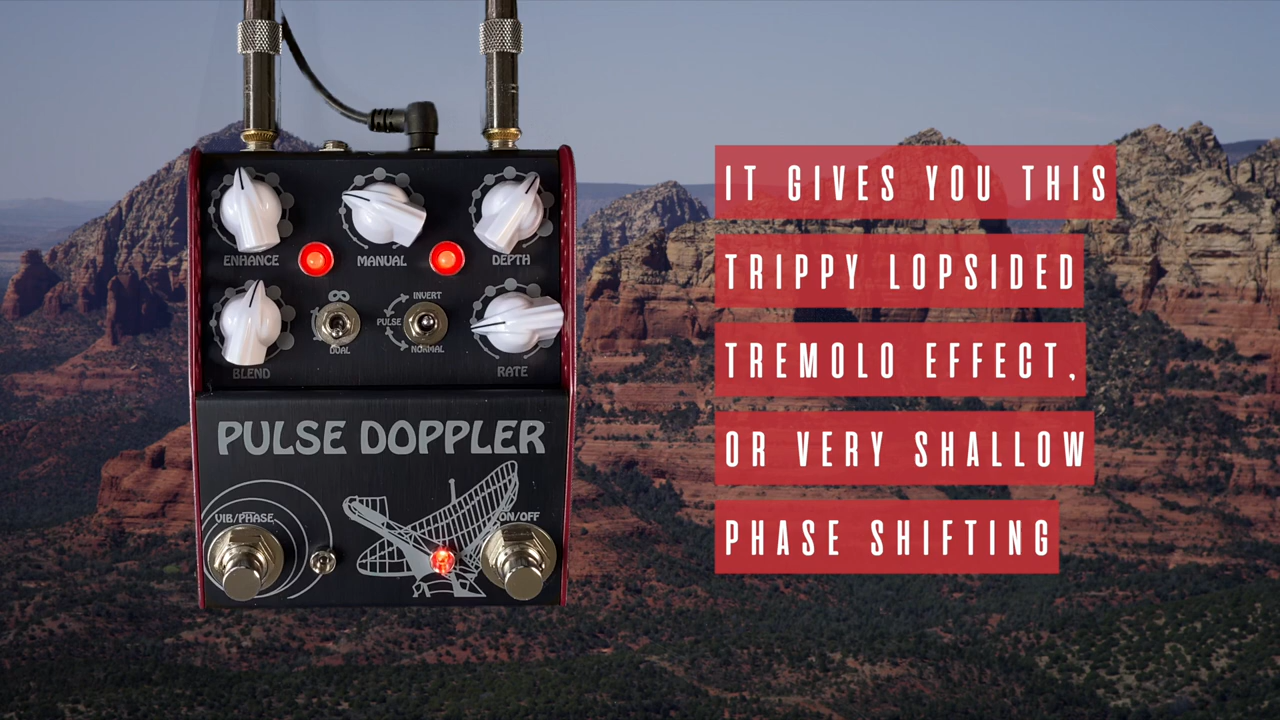 ENHANCE
MANUAL
DEPTH
∞
DUAL
INVERT
PULSE
NORMAL
BLEND
RATE
PULSE DOPPLER
VIB/PHASE
ON/OFF
IT GIVES YOU THIS
TRIPPY LOPSIDED
TREMOLO EFFECT,
OR VERY SHALLOW
PHASE SHIFTING